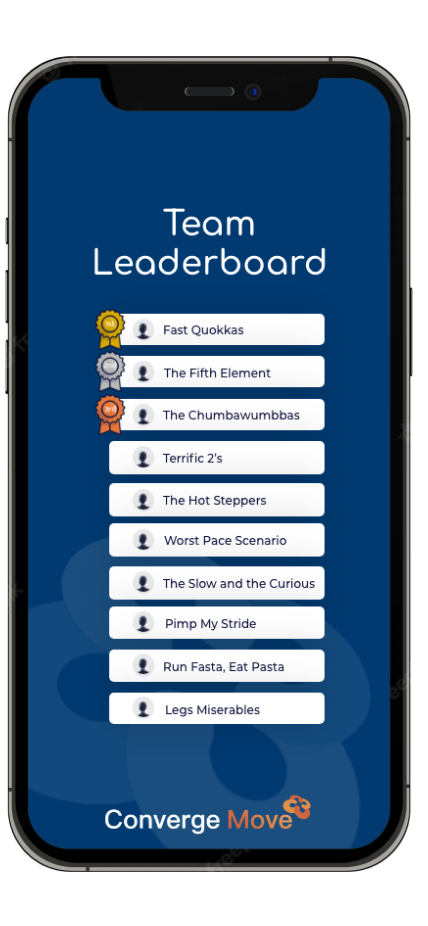 Team
Leaderboard
Fast Quokkas
The Fifth Element
The Chumbawumbbas
3rd
Terrific 2's
The Hot Steppers
Worst Pace Scenario
The Slow and the Curious
Pimp My Stride
Run Fasta, Eat Pasta
Legs Miserables
Converge Move